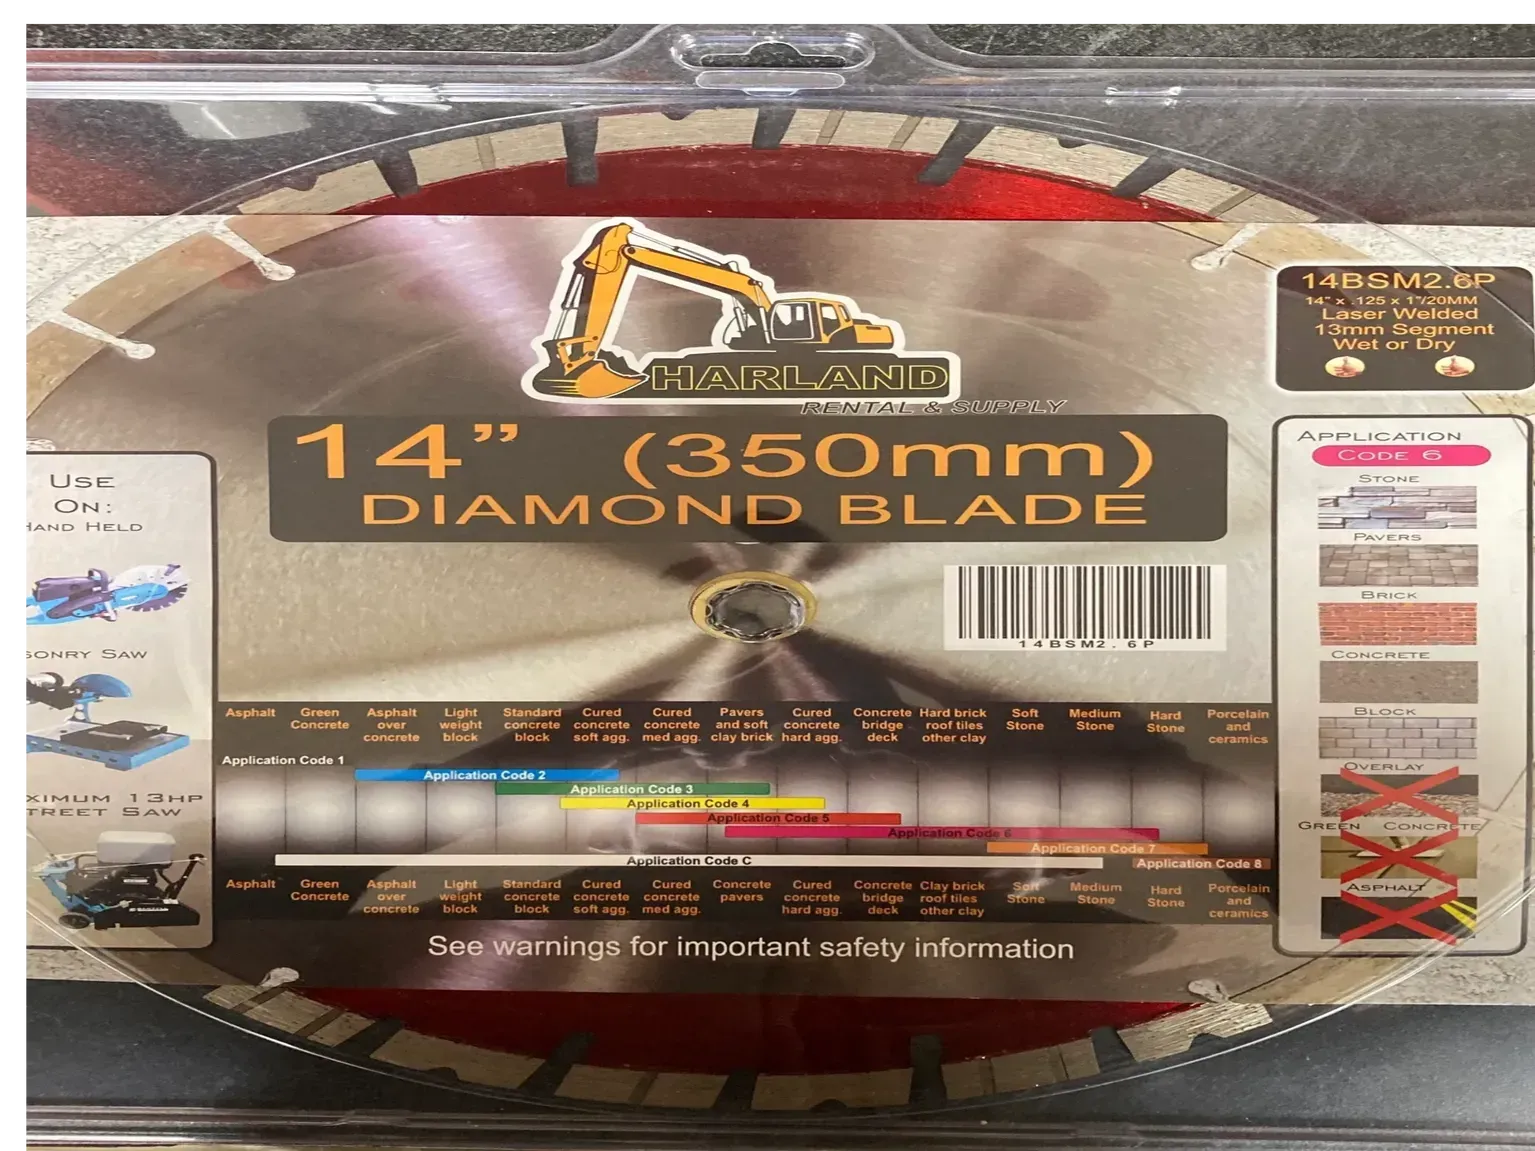 HARLAND
RENTAL & SUPPLY
14" (350mm)
DIAMOND BLADE
14BSM2.6P
14" x .125 x 1"/20MM
Laser Welded
13mm Segment
Wet or Dry
USE
ON:
HAND HELD
SONRY SAW
XIMUM 13HP
TREET SAW
14BSM2.6P
APPLICATION
CODE 6
STONE
PAVERS
BRICK
CONCRETE
BLOCK
OVERLAY
GREEN CONCRETE
ASPHALT
Asphalt
Green
Concrete
Asphalt
over
concrete
Light
weight
block
Standard
concrete
block
Cured
concrete
soft agg.
Cured
concrete
med agg.
Pavers
and soft
clay brick
Cured
concrete
hard agg.
Concrete
bridge
deck
Hard brick
roof tiles
other clay
Soft
Stone
Medium
Stone
Hard
Stone
Porcelain
and
ceramics
Application Code 1
Application Code 2
Application Code 3
Application Code 4
Application Code 5
Application Code 6
Application Code 7
Application Code C
Application Code 8
Asphalt
Green
Concrete
Asphalt
over
concrete
Light
weight
block
Standard
concrete
block
Cured
concrete
soft agg.
Cured
concrete
med agg.
Concrete
pavers
Cured
concrete
hard agg.
Concrete
bridge
deck
Clay brick
roof tiles
other clay
Soft
Stone
Medium
Stone
Hard
Stone
Porcelain
and
ceramics
See warnings for important safety information